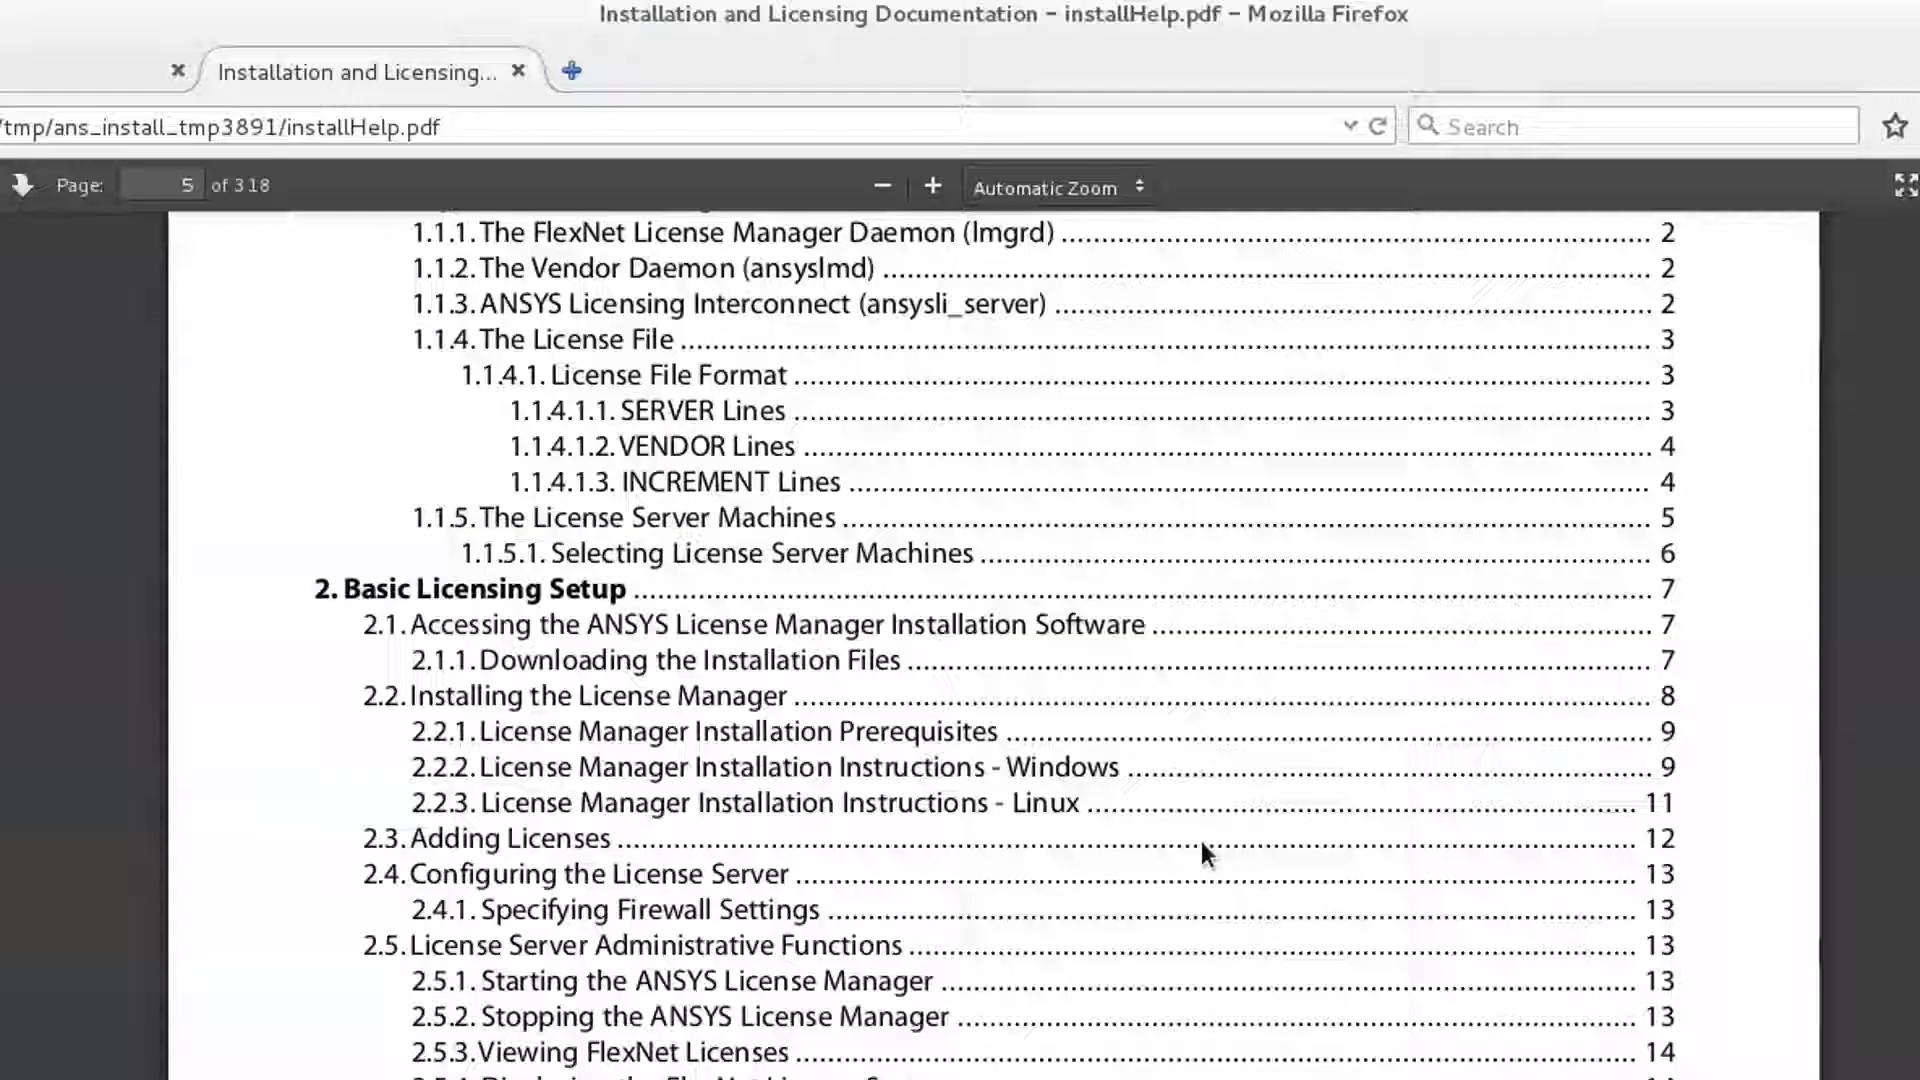 Installation and Licensing Documentation - installHelp.pdf - Mozilla Firefox
Installation and Licensing...
/tmp/ans_install_tmp3891/installHelp.pdf
Search
Page: 5 of 318
Automatic Zoom
1.1.1. The FlexNet License Manager Daemon (lmgrd) ........ 2
1.1.2. The Vendor Daemon (ansyslmd) ........ 2
1.1.3. ANSYS Licensing Interconnect (ansysli_server) ........ 2
1.1.4. The License File ........ 3
1.1.4.1. License File Format ........ 3
1.1.4.1.1. SERVER Lines ........ 3
1.1.4.1.2. VENDOR Lines ........ 4
1.1.4.1.3. INCREMENT Lines ........ 4
1.1.5. The License Server Machines ........ 5
1.1.5.1. Selecting License Server Machines ........ 6
2. Basic Licensing Setup ........ 7
2.1. Accessing the ANSYS License Manager Installation Software ........ 7
2.1.1. Downloading the Installation Files ........ 7
2.2. Installing the License Manager ........ 8
2.2.1. License Manager Installation Prerequisites ........ 9
2.2.2. License Manager Installation Instructions - Windows ........ 9
2.2.3. License Manager Installation Instructions - Linux ........ 11
2.3. Adding Licenses ........ 12
2.4. Configuring the License Server ........ 13
2.4.1. Specifying Firewall Settings ........ 13
2.5. License Server Administrative Functions ........ 13
2.5.1. Starting the ANSYS License Manager ........ 13
2.5.2. Stopping the ANSYS License Manager ........ 13
2.5.3. Viewing FlexNet Licenses ........ 14